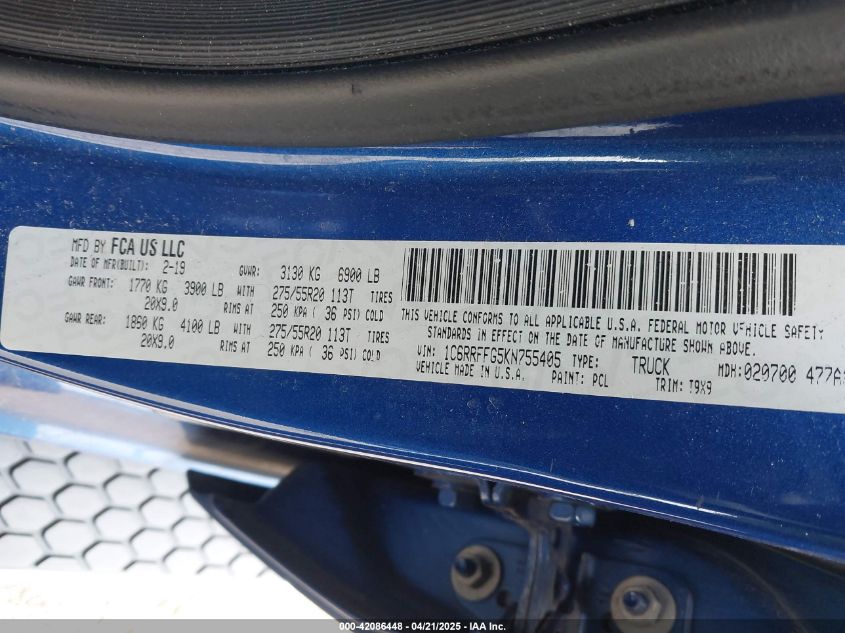 MFD BY FCA US LLC
DATE OF MFR(BUILT): 2-19 GVWR: 3130 KG 6900 LB
GAWR FRONT: 1770 KG 3900 LB WITH 275/55R20 113T TIRES
20X9.0 RIMS AT 250 KPA ( 36 PSI) COLD
GAWR REAR: 1860 KG 4100 LB WITH 275/55R20 113T TIRES
20X9.0 RIMS AT 250 KPA ( 36 PSI) COLD
THIS VEHICLE CONFORMS TO ALL APPLICABLE U.S.A. FEDERAL MOTOR VEHICLE SAFETY
STANDARDS IN EFFECT ON THE DATE OF MANUFACTURE SHOWN ABOVE.
VIN: 1C6RRFFG5KN755405 TYPE: TRUCK MDH: 020700 477A
VEHICLE MADE IN U.S.A. PAINT: PCL TRIM: T9X9
000-42086448 - 04/21/2025 - IAA, Inc.